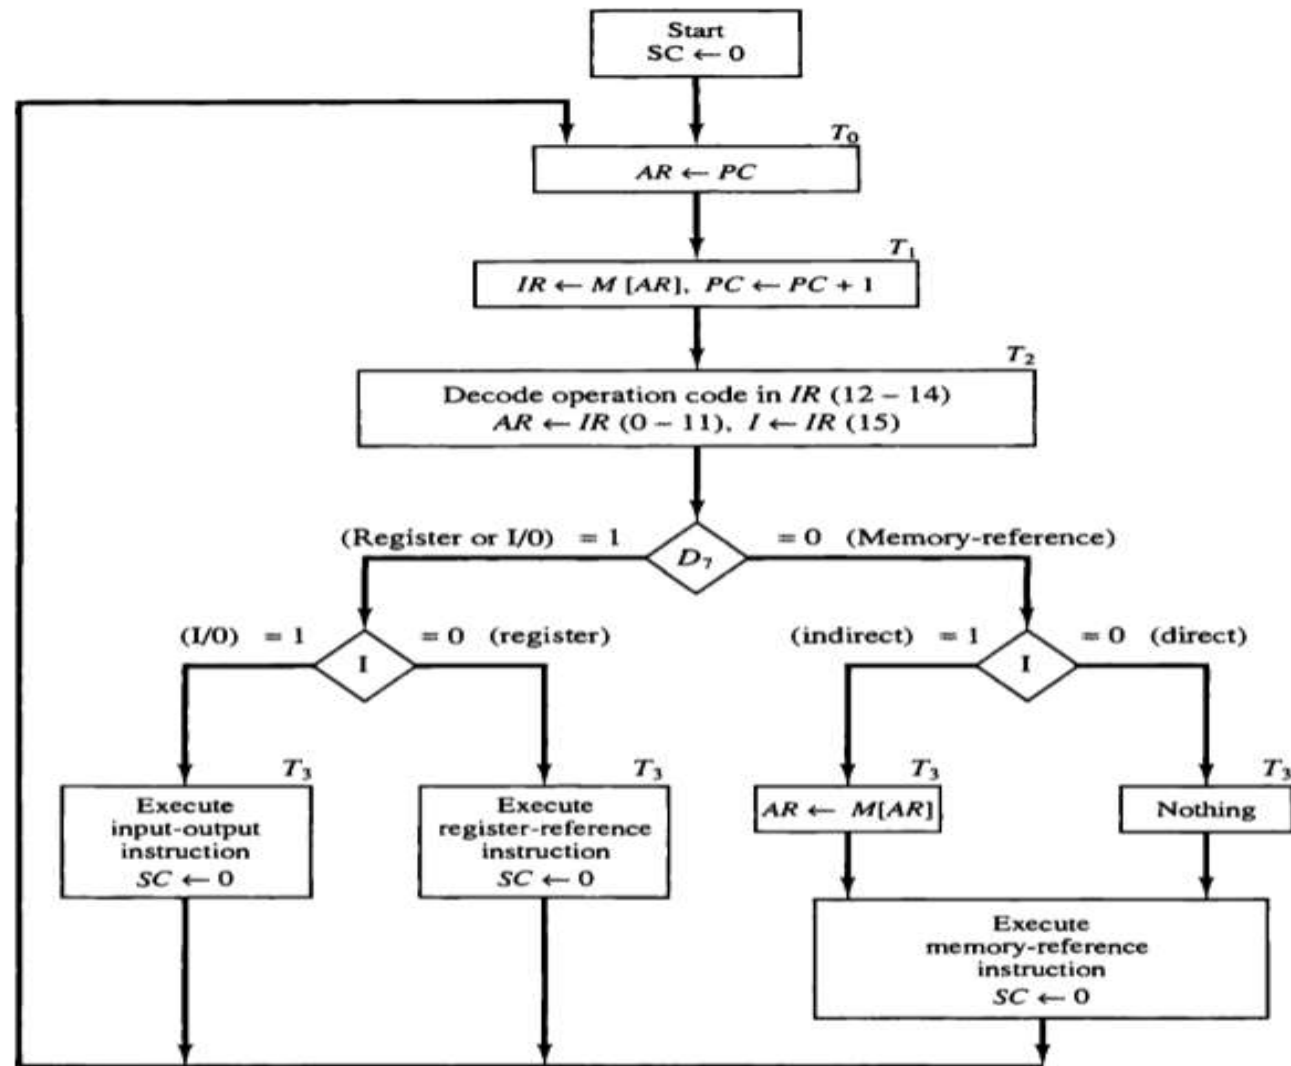 Start
SC ← 0
T₀
AR ← PC
T₁
IR ← M [AR], PC ← PC + 1
T₂
Decode operation code in IR (12 – 14)
AR ← IR (0 – 11), I ← IR (15)
(Register or I/0) = 1
= 0 (Memory-reference)
D₇
(I/0) = 1
= 0 (register)
I
(indirect) = 1
= 0 (direct)
I
T₃
Execute
input-output
instruction
SC ← 0
T₃
Execute
register-reference
instruction
SC ← 0
T₃
AR ← M[AR]
T₃
Nothing
Execute
memory-reference
instruction
SC ← 0